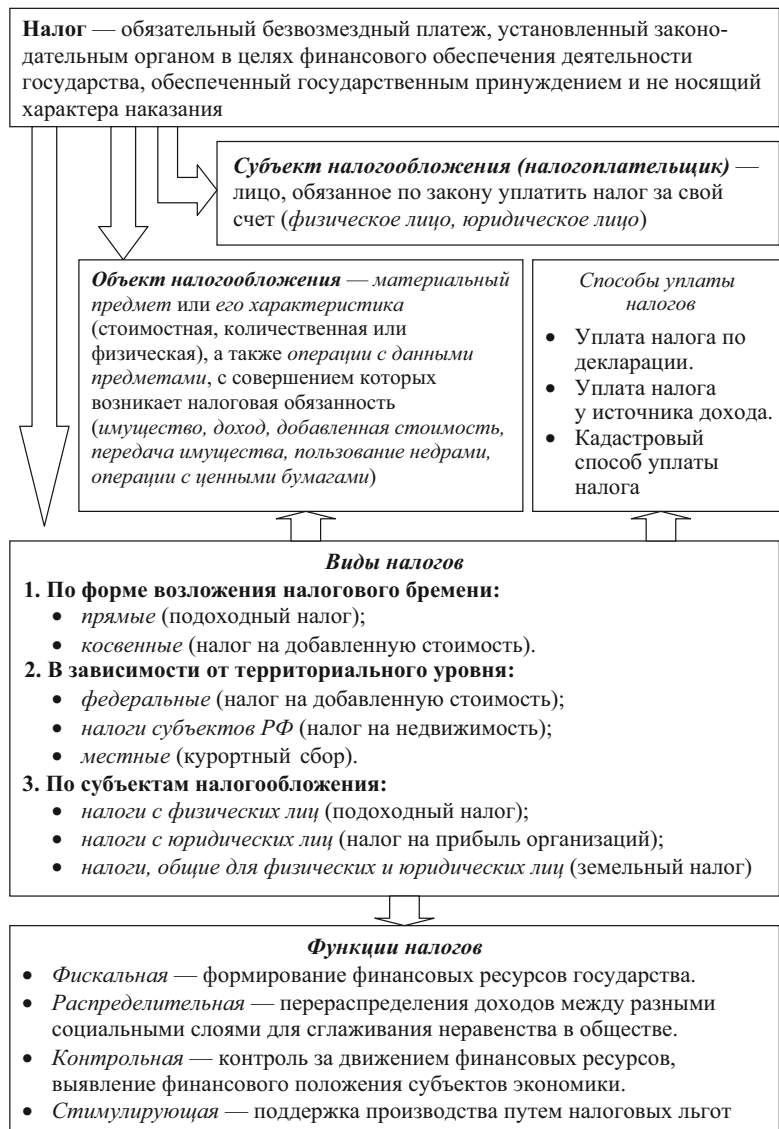 Налог — обязательный безвозмездный платеж, установленный законо-
дательным органом в целях финансового обеспечения деятельности
государства, обеспеченный государственным принуждением и не носящий
характера наказания
Субъект налогообложения (налогоплательщик) —
лицо, обязанное по закону уплатить налог за свой
счет (физическое лицо, юридическое лицо)
Объект налогообложения — материальный
предмет или его характеристика
(стоимостная, количественная или
физическая), а также операции с данными
предметами, с совершением которых
возникает налоговая обязанность
(имущество, доход, добавленная стоимость,
передача имущества, пользование недрами,
операции с ценными бумагами)
Способы уплаты
налогов
• Уплата налога по
декларации.
• Уплата налога
у источника дохода.
• Кадастровый
способ уплаты
налога
Виды налогов
1. По форме возложения налогового бремени:
• прямые (подоходный налог);
• косвенные (налог на добавленную стоимость).
2. В зависимости от территориального уровня:
• федеральные (налог на добавленную стоимость);
• налоги субъектов РФ (налог на недвижимость);
• местные (курортный сбор).
3. По субъектам налогообложения:
• налоги с физических лиц (подоходный налог);
• налоги с юридических лиц (налог на прибыль организаций);
• налоги, общие для физических и юридических лиц (земельный налог)
Функции налогов
• Фискальная — формирование финансовых ресурсов государства.
• Распределительная — перераспределения доходов между разными
социальными слоями для сглаживания неравенства в обществе.
• Контрольная — контроль за движением финансовых ресурсов,
выявление финансового положения субъектов экономики.
• Стимулирующая — поддержка производства путем налоговых льгот